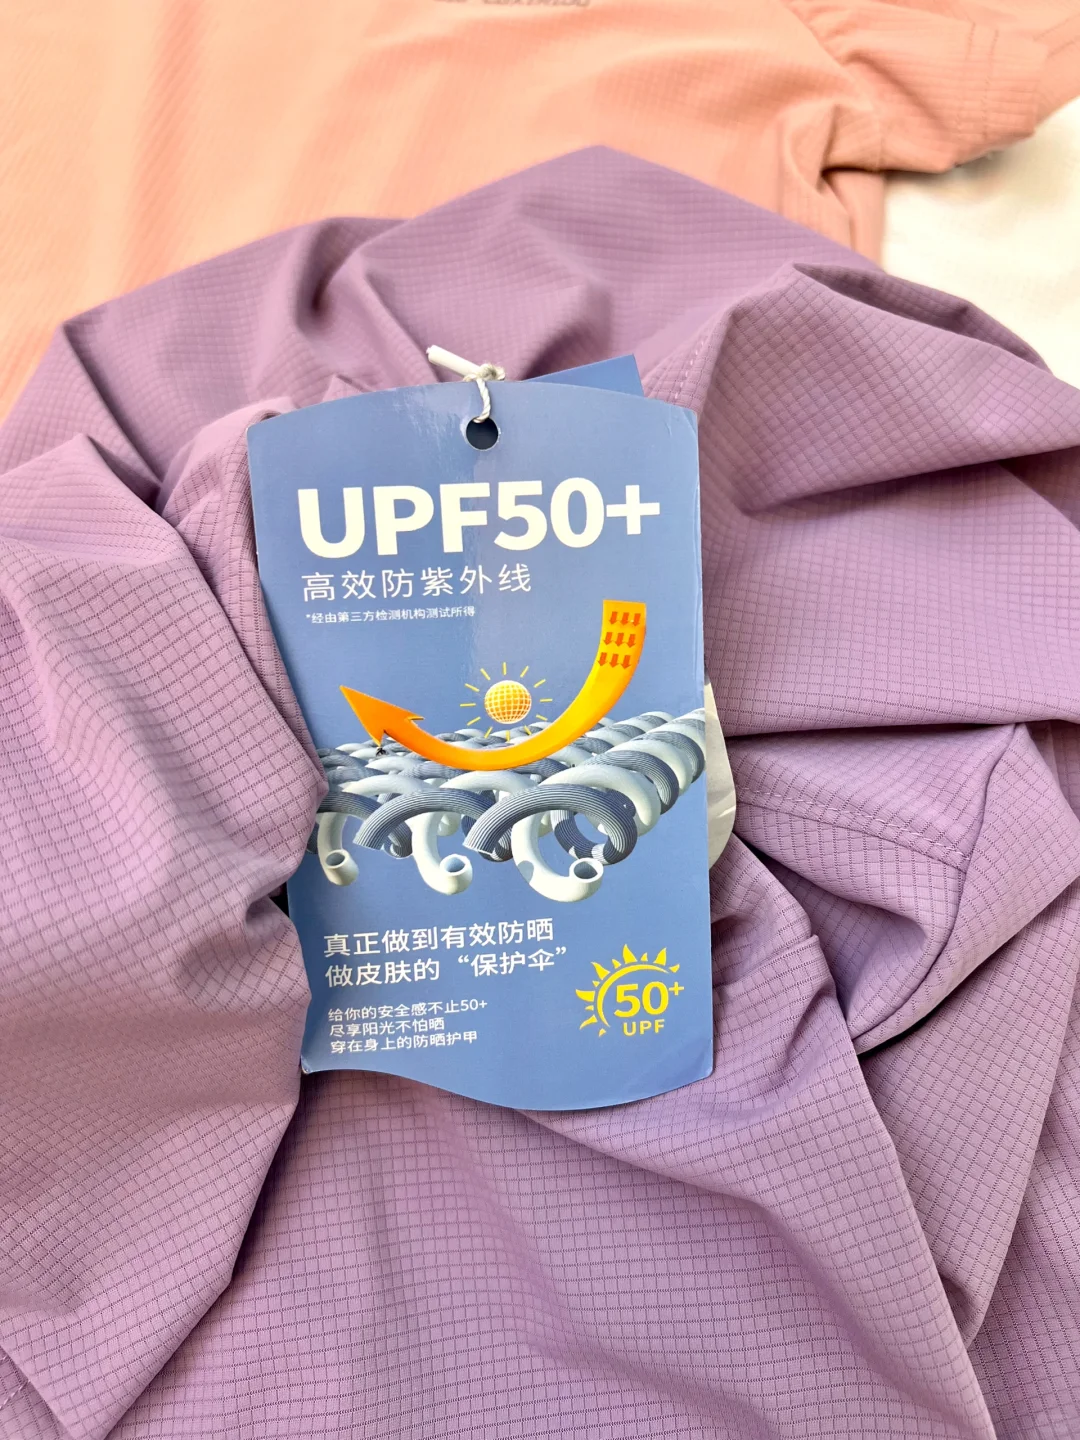 UPF50+
高效防紫外线
*经由第三方检测机构测试所得
真正做到有效防晒
做皮肤的“保护伞”
给你的安全感不止50+
尽享阳光不怕晒
穿在身上的防晒护甲
50+
UPF